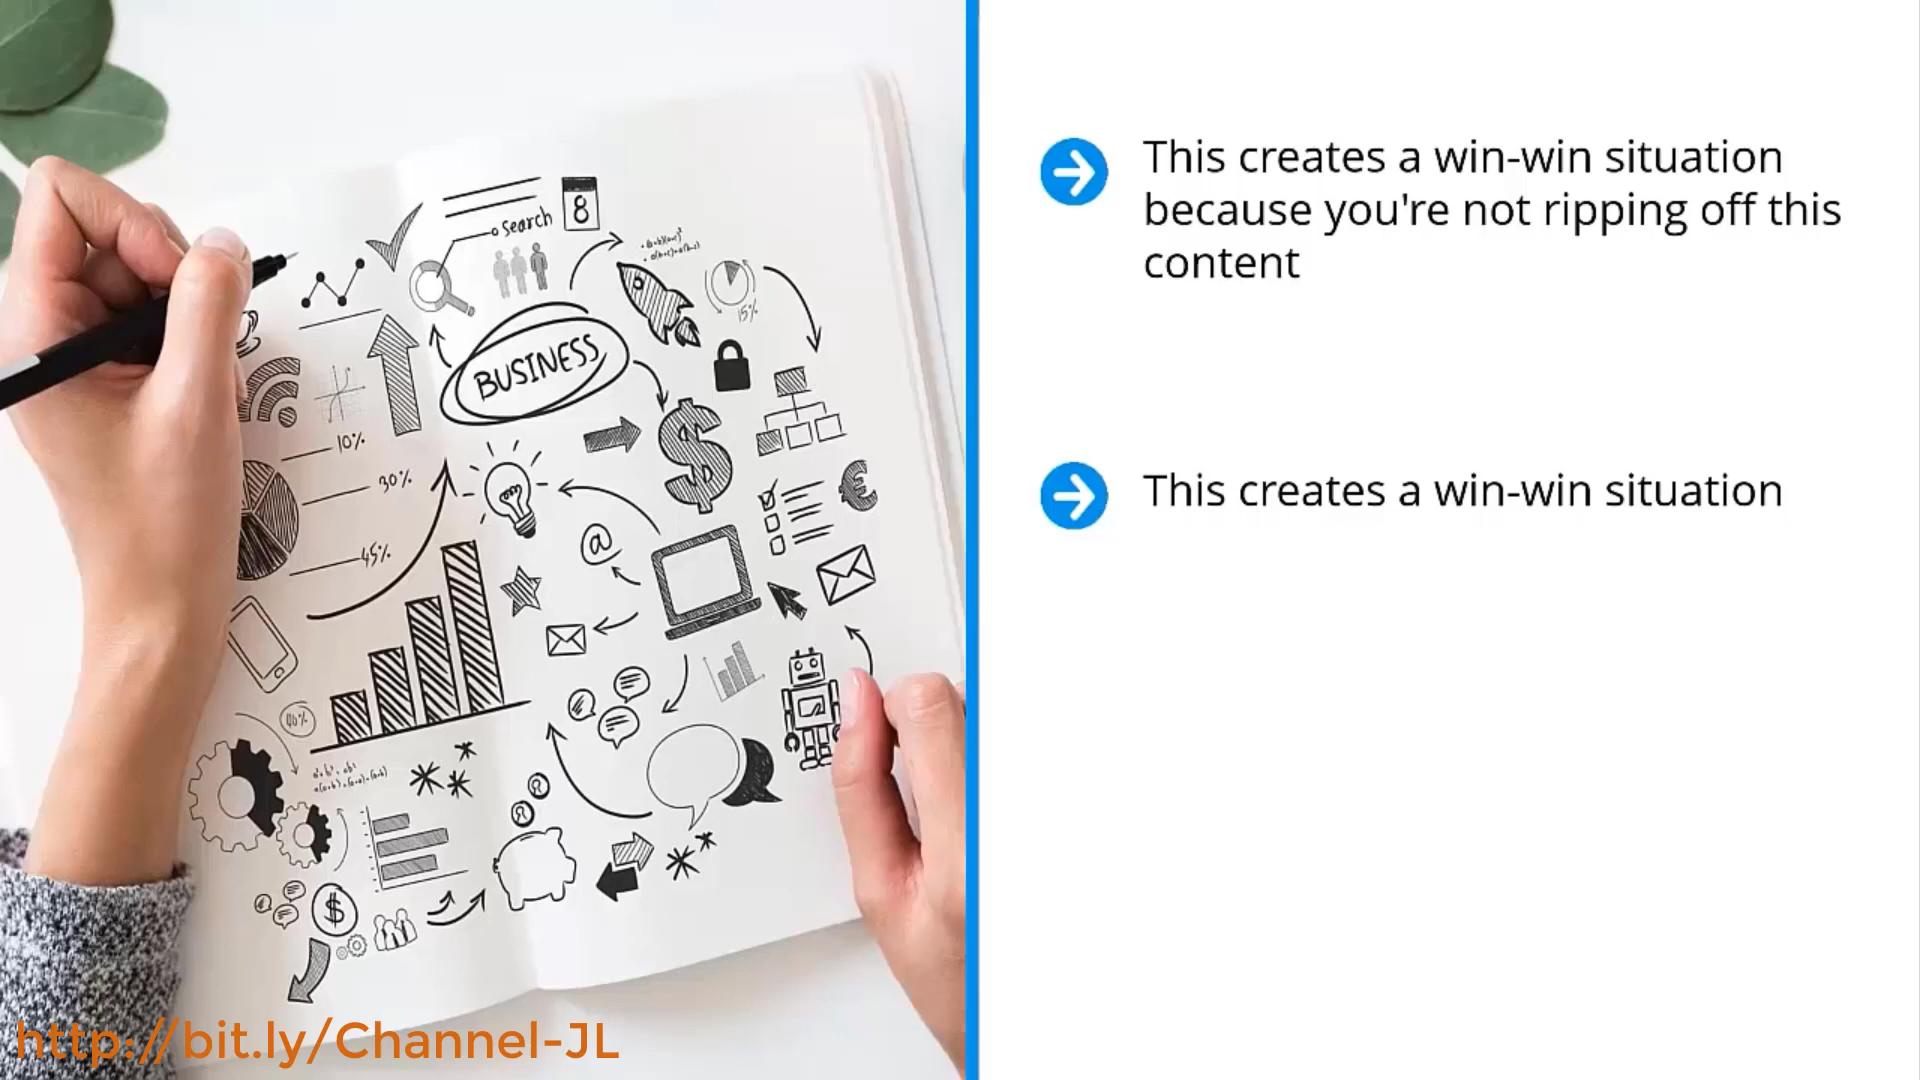 This creates a win-win situation
because you're not ripping off this
content
This creates a win-win situation
search
8
15%
BUSINESS
10%
30%
45%
@
40%
http://bit.ly/Channel-JL